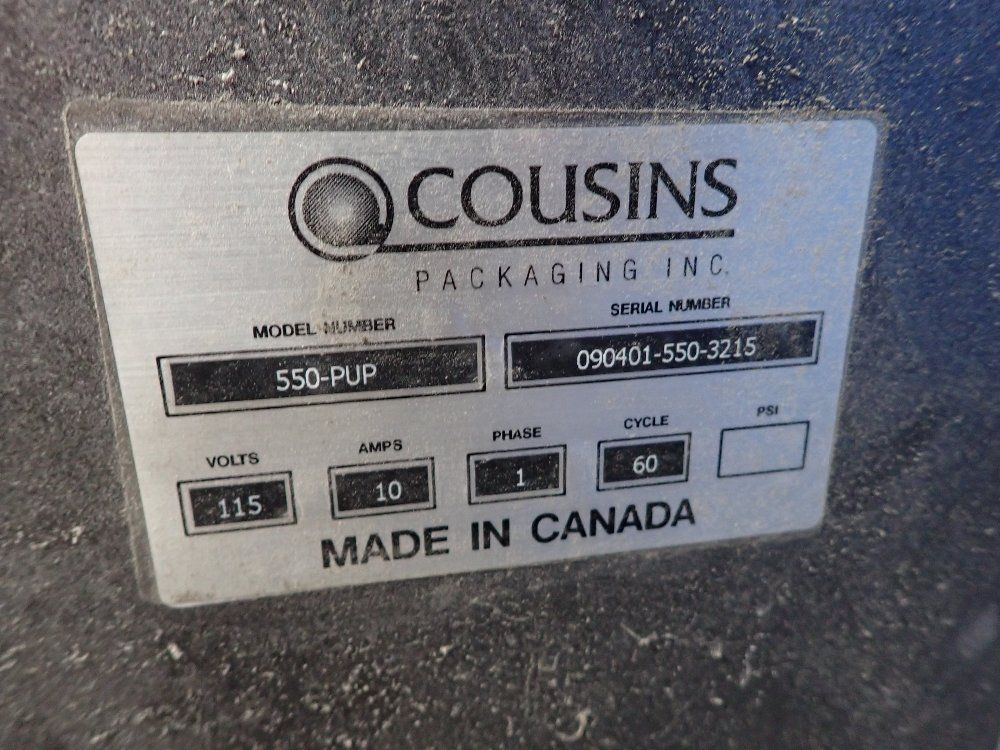 COUSINS
PACKAGING INC.
MODEL NUMBER SERIAL NUMBER
550-PUP 090401-550-3215
VOLTS AMPS PHASE CYCLE PSI
115 10 1 60
MADE IN CANADA